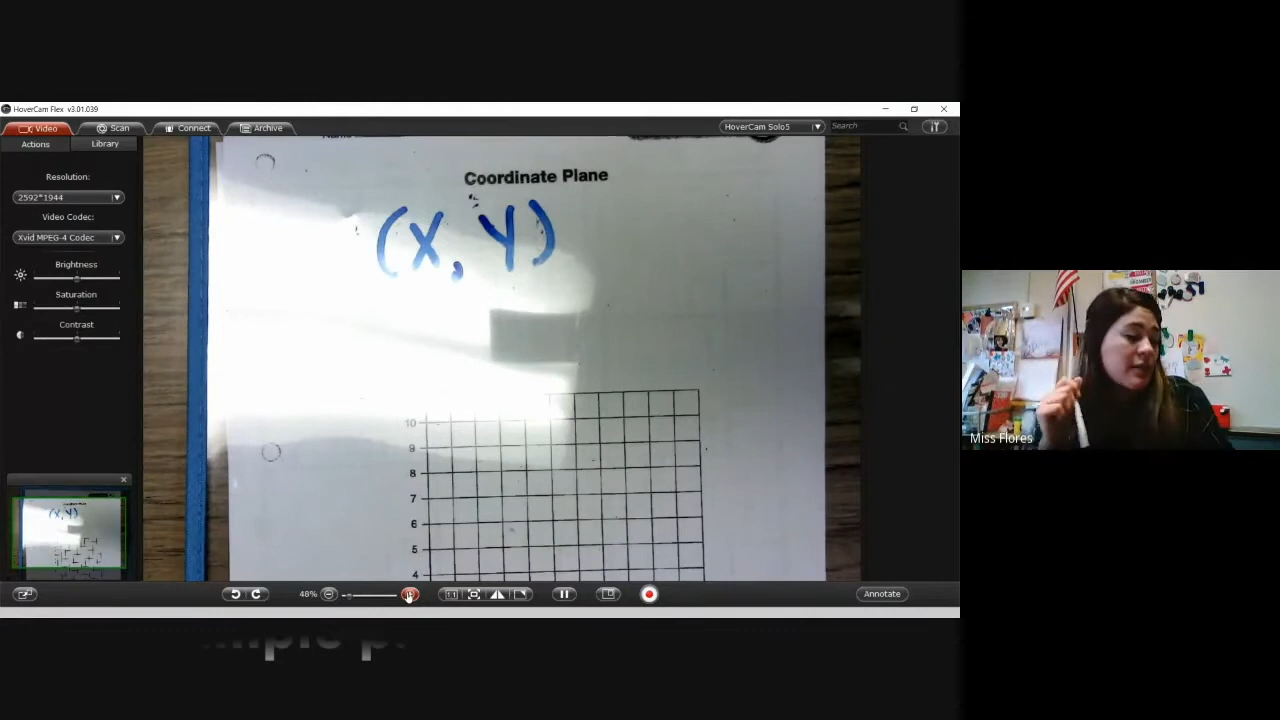 HoverCam Flex v3.01.039
Video
Scan
Connect
Archive
HoverCam Solo5
Search
Actions
Library
Resolution:
2592*1944
Video Codec:
Xvid MPEG-4 Codec
Brightness
Saturation
Contrast
Coordinate Plane
(X, Y)
10
9
8
7
6
5
4
48%
1:1
Annotate
Miss Flores